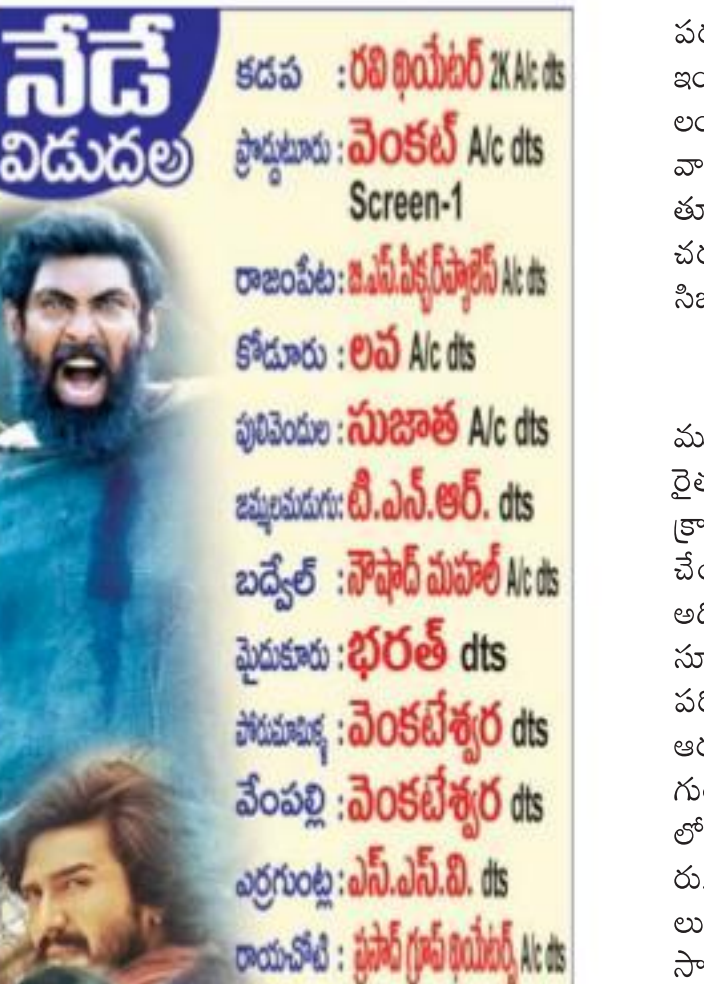 నేడే
విడుదల
కడప : రవి థియేటర్ 2K A/c dts
ప్రొద్దుటూరు : వెంకట్ A/c dts
Screen-1
రాజంపేట: జి.ఎస్.పిక్చర్‌ప్యాలెస్ A/c dts
కోడూరు : లవ A/c dts
పులివెందుల : సుజాత A/c dts
జమ్మలమడుగు: టి.ఎన్.ఆర్. dts
బద్వేల్ : నౌషాద్ మహల్ A/c dts
మైదుకూరు : భరత్ dts
పోరుమామిళ్ళ : వెంకటేశ్వర dts
వేంపల్లి : వెంకటేశ్వర dts
ఎర్రగుంట్ల: ఎస్.ఎస్.వి. dts
రాయచోటి : ప్రసాద్ గ్రూప్ థియేటర్స్ A/c dts